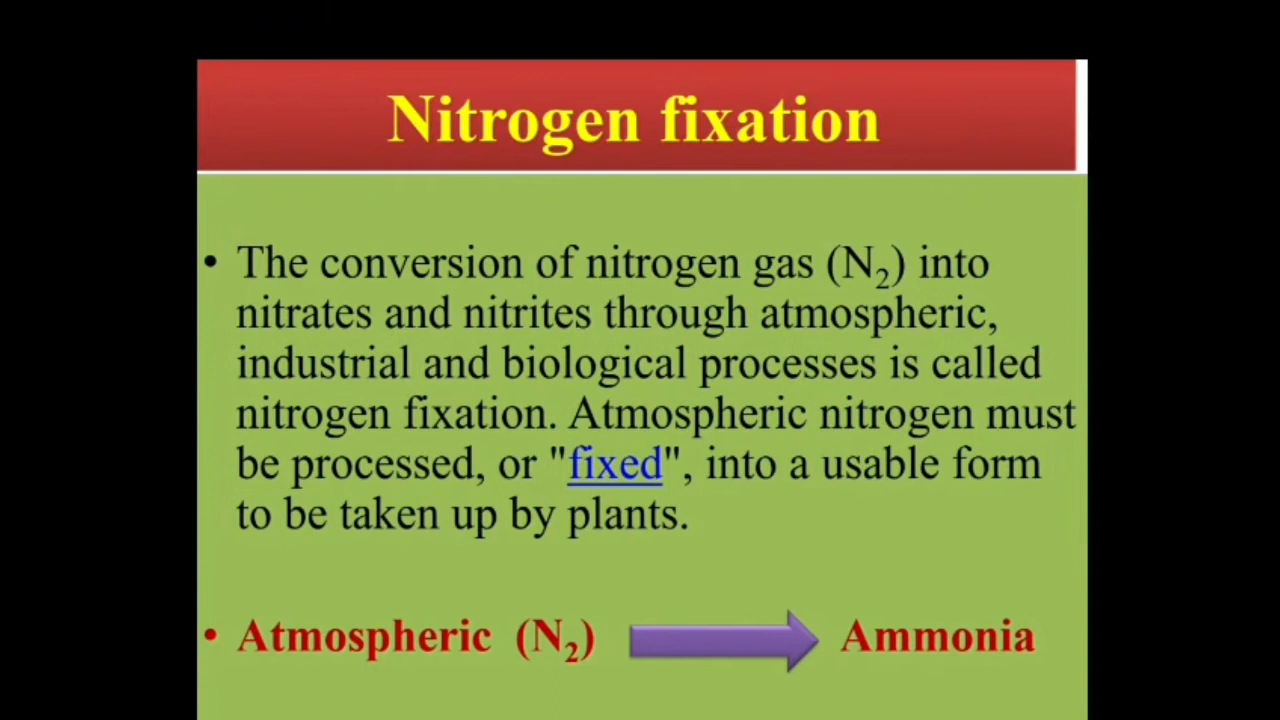 Nitrogen fixation
• The conversion of nitrogen gas (N₂) into
nitrates and nitrites through atmospheric,
industrial and biological processes is called
nitrogen fixation. Atmospheric nitrogen must
be processed, or "fixed", into a usable form
to be taken up by plants.
• Atmospheric (N₂) Ammonia